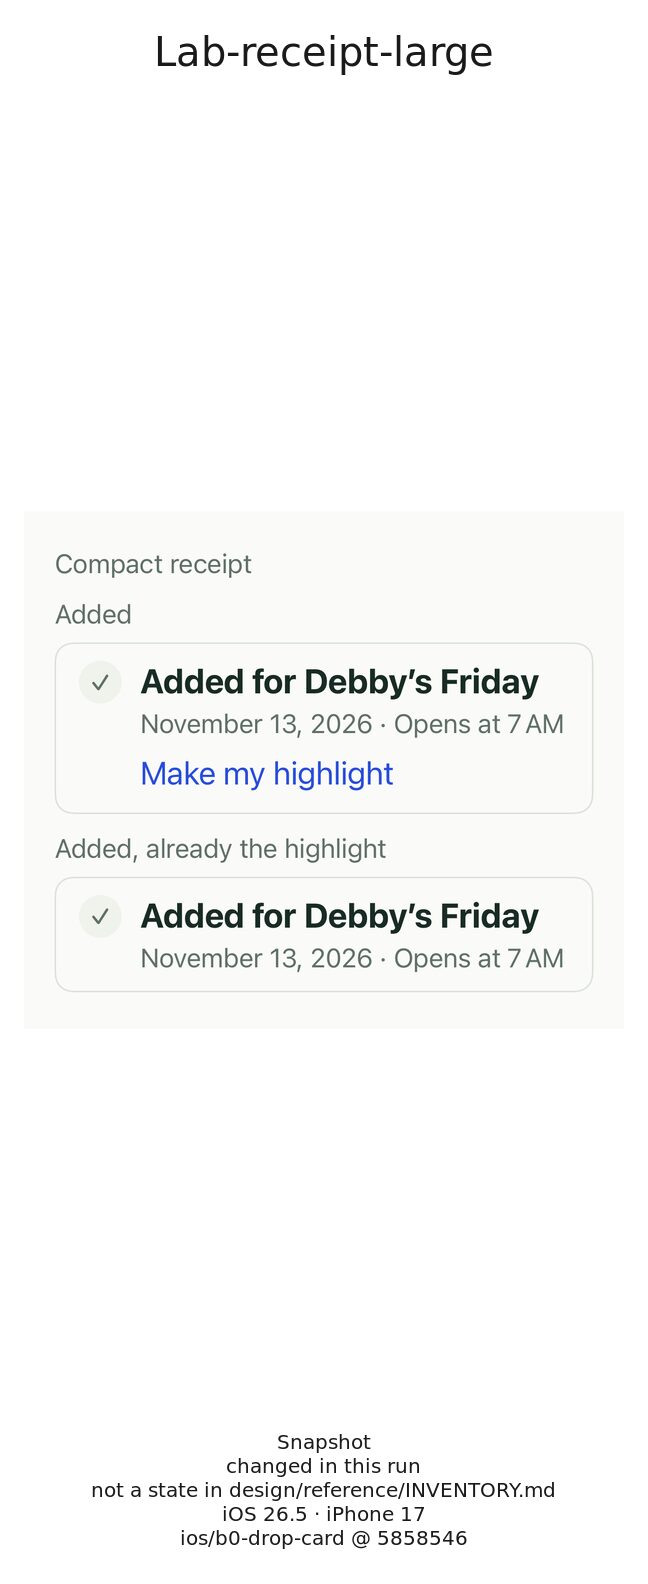 Lab-receipt-large
Compact receipt
Added
Added for Debby’s Friday
November 13, 2026 · Opens at 7 AM
Make my highlight
Added, already the highlight
Added for Debby’s Friday
November 13, 2026 · Opens at 7 AM
Snapshot
changed in this run
not a state in design/reference/INVENTORY.md
iOS 26.5 · iPhone 17
ios/b0-drop-card @ 5858546